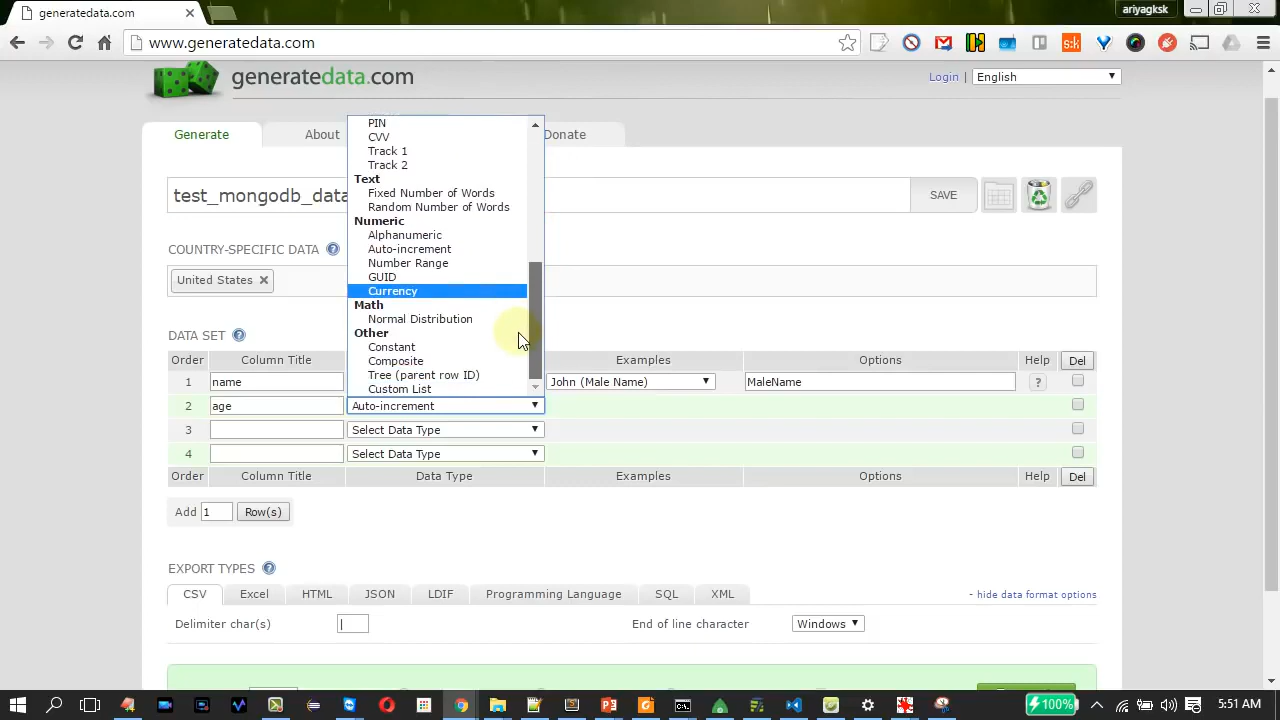 generatedata.com
ariyagksk
www.generatedata.com
s:k
generatedata.com
Login | English
Generate About Donate
test_mongodb_data
SAVE
COUNTRY-SPECIFIC DATA ?
United States
DATA SET ?
PIN
CVV
Track 1
Track 2
Text
Fixed Number of Words
Random Number of Words
Numeric
Alphanumeric
Auto-increment
Number Range
GUID
Currency
Math
Normal Distribution
Other
Constant
Composite
Tree (parent row ID)
Custom List
Order Column Title Examples Options Help Del
1 name John (Male Name) MaleName ?
2 age Auto-increment
3 Select Data Type
4 Select Data Type
Order Column Title Data Type Examples Options Help Del
Add 1 Row(s)
EXPORT TYPES ?
CSV Excel HTML JSON LDIF Programming Language SQL XML - hide data format options
Delimiter char(s) | End of line character Windows
100% 5:51 AM